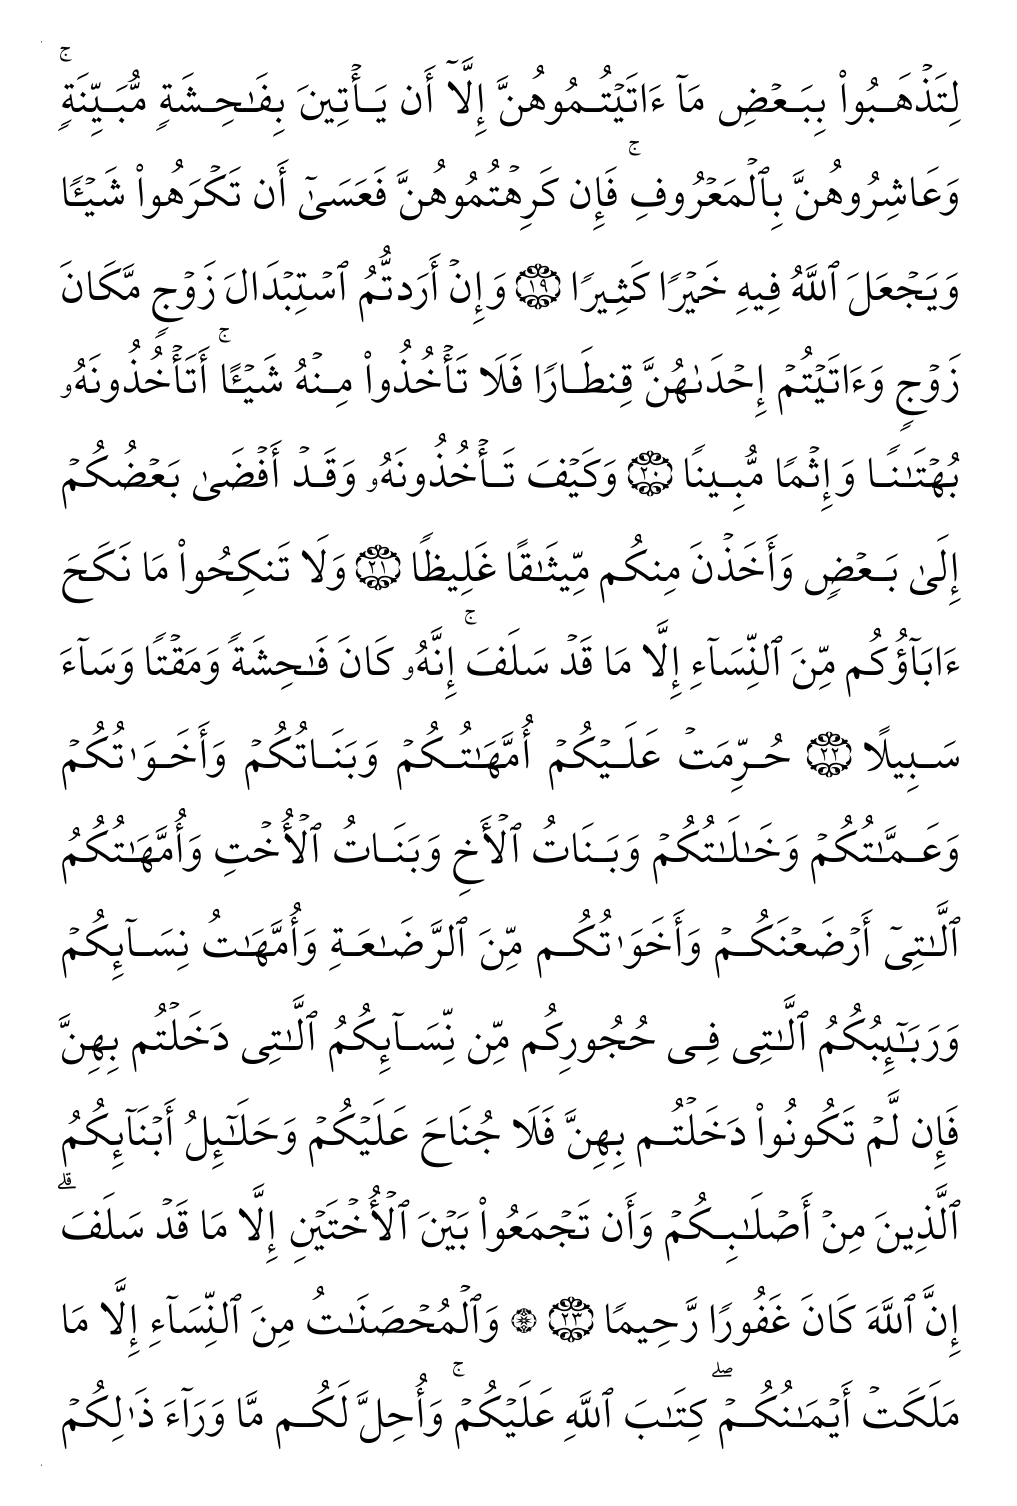 لِتَذْهَبُوا۟ بِبَعْضِ مَآ ءَاتَيْتُمُوهُنَّ إِلَّآ أَن يَأْتِينَ بِفَـٰحِشَةٍ مُّبَيِّنَةٍ ۚ
وَعَاشِرُوهُنَّ بِٱلْمَعْرُوفِ ۚ فَإِن كَرِهْتُمُوهُنَّ فَعَسَىٰٓ أَن تَكْرَهُوا۟ شَيْـًٔا
وَيَجْعَلَ ٱللَّهُ فِيهِ خَيْرًا كَثِيرًا ١٩ وَإِنْ أَرَدتُّمُ ٱسْتِبْدَالَ زَوْجٍ مَّكَانَ
زَوْجٍ وَءَاتَيْتُمْ إِحْدَىٰهُنَّ قِنطَارًا فَلَا تَأْخُذُوا۟ مِنْهُ شَيْـًٔا ۚ أَتَأْخُذُونَهُۥ
بُهْتَـٰنًا وَإِثْمًا مُّبِينًا ٢٠ وَكَيْفَ تَأْخُذُونَهُۥ وَقَدْ أَفْضَىٰ بَعْضُكُمْ
إِلَىٰ بَعْضٍ وَأَخَذْنَ مِنكُم مِّيثَـٰقًا غَلِيظًا ٢١ وَلَا تَنكِحُوا۟ مَا نَكَحَ
ءَابَآؤُكُم مِّنَ ٱلنِّسَآءِ إِلَّا مَا قَدْ سَلَفَ ۚ إِنَّهُۥ كَانَ فَـٰحِشَةً وَمَقْتًا وَسَآءَ
سَبِيلًا ٢٢ حُرِّمَتْ عَلَيْكُمْ أُمَّهَـٰتُكُمْ وَبَنَاتُكُمْ وَأَخَوَٰتُكُمْ
وَعَمَّـٰتُكُمْ وَخَـٰلَـٰتُكُمْ وَبَنَاتُ ٱلْأَخِ وَبَنَاتُ ٱلْأُخْتِ وَأُمَّهَـٰتُكُمُ
ٱلَّـٰتِىٓ أَرْضَعْنَكُمْ وَأَخَوَٰتُكُم مِّنَ ٱلرَّضَـٰعَةِ وَأُمَّهَـٰتُ نِسَآئِكُمْ
وَرَبَـٰٓئِبُكُمُ ٱلَّـٰتِى فِى حُجُورِكُم مِّن نِّسَآئِكُمُ ٱلَّـٰتِى دَخَلْتُم بِهِنَّ
فَإِن لَّمْ تَكُونُوا۟ دَخَلْتُم بِهِنَّ فَلَا جُنَاحَ عَلَيْكُمْ وَحَلَـٰٓئِلُ أَبْنَآئِكُمُ
ٱلَّذِينَ مِنْ أَصْلَـٰبِكُمْ وَأَن تَجْمَعُوا۟ بَيْنَ ٱلْأُخْتَيْنِ إِلَّا مَا قَدْ سَلَفَ ۗ
إِنَّ ٱللَّهَ كَانَ غَفُورًا رَّحِيمًا ٢٣ ۞ وَٱلْمُحْصَنَـٰتُ مِنَ ٱلنِّسَآءِ إِلَّا مَا
مَلَكَتْ أَيْمَـٰنُكُمْ ۖ كِتَـٰبَ ٱللَّهِ عَلَيْكُمْ ۚ وَأُحِلَّ لَكُم مَّا وَرَآءَ ذَٰلِكُمْ